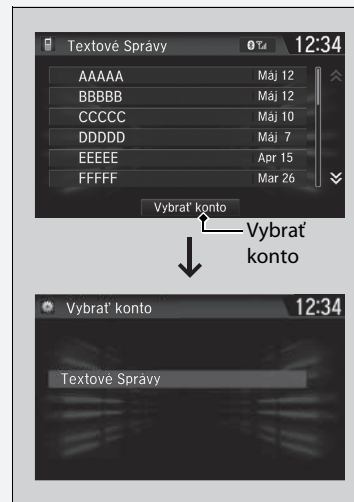 Textové Správy 12:34
AAAAA Máj 12
BBBBB Máj 12
CCCCC Máj 10
DDDDD Máj 7
EEEEE Apr 15
FFFFF Mar 26
Vybrať konto
Vybrať
konto
Vybrať konto 12:34
Textové Správy